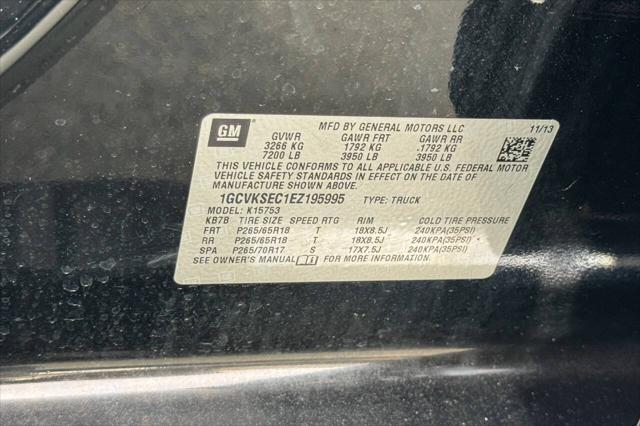 GM
MFD BY GENERAL MOTORS LLC 11/13
GVWR GAWR FRT GAWR RR
3266 KG 1792 KG 1792 KG
7200 LB 3950 LB 3950 LB
THIS VEHICLE CONFORMS TO ALL APPLICABLE U.S. FEDERAL MOTOR
VEHICLE SAFETY STANDARDS IN EFFECT ON THE DATE OF
MANUFACTURE SHOWN ABOVE.
1GCVKSEC1EZ195995 TYPE: TRUCK
MODEL: K15753
KB7B TIRE SIZE SPEED RTG RIM COLD TIRE PRESSURE
FRT P265/65R18 T 18X8.5J 240KPA(35PSI)
RR P265/65R18 T 18X8.5J 240KPA(35PSI)
SPA P265/70R17 S 17X7.5J 240KPA(35PSI)
SEE OWNER'S MANUAL FOR MORE INFORMATION.